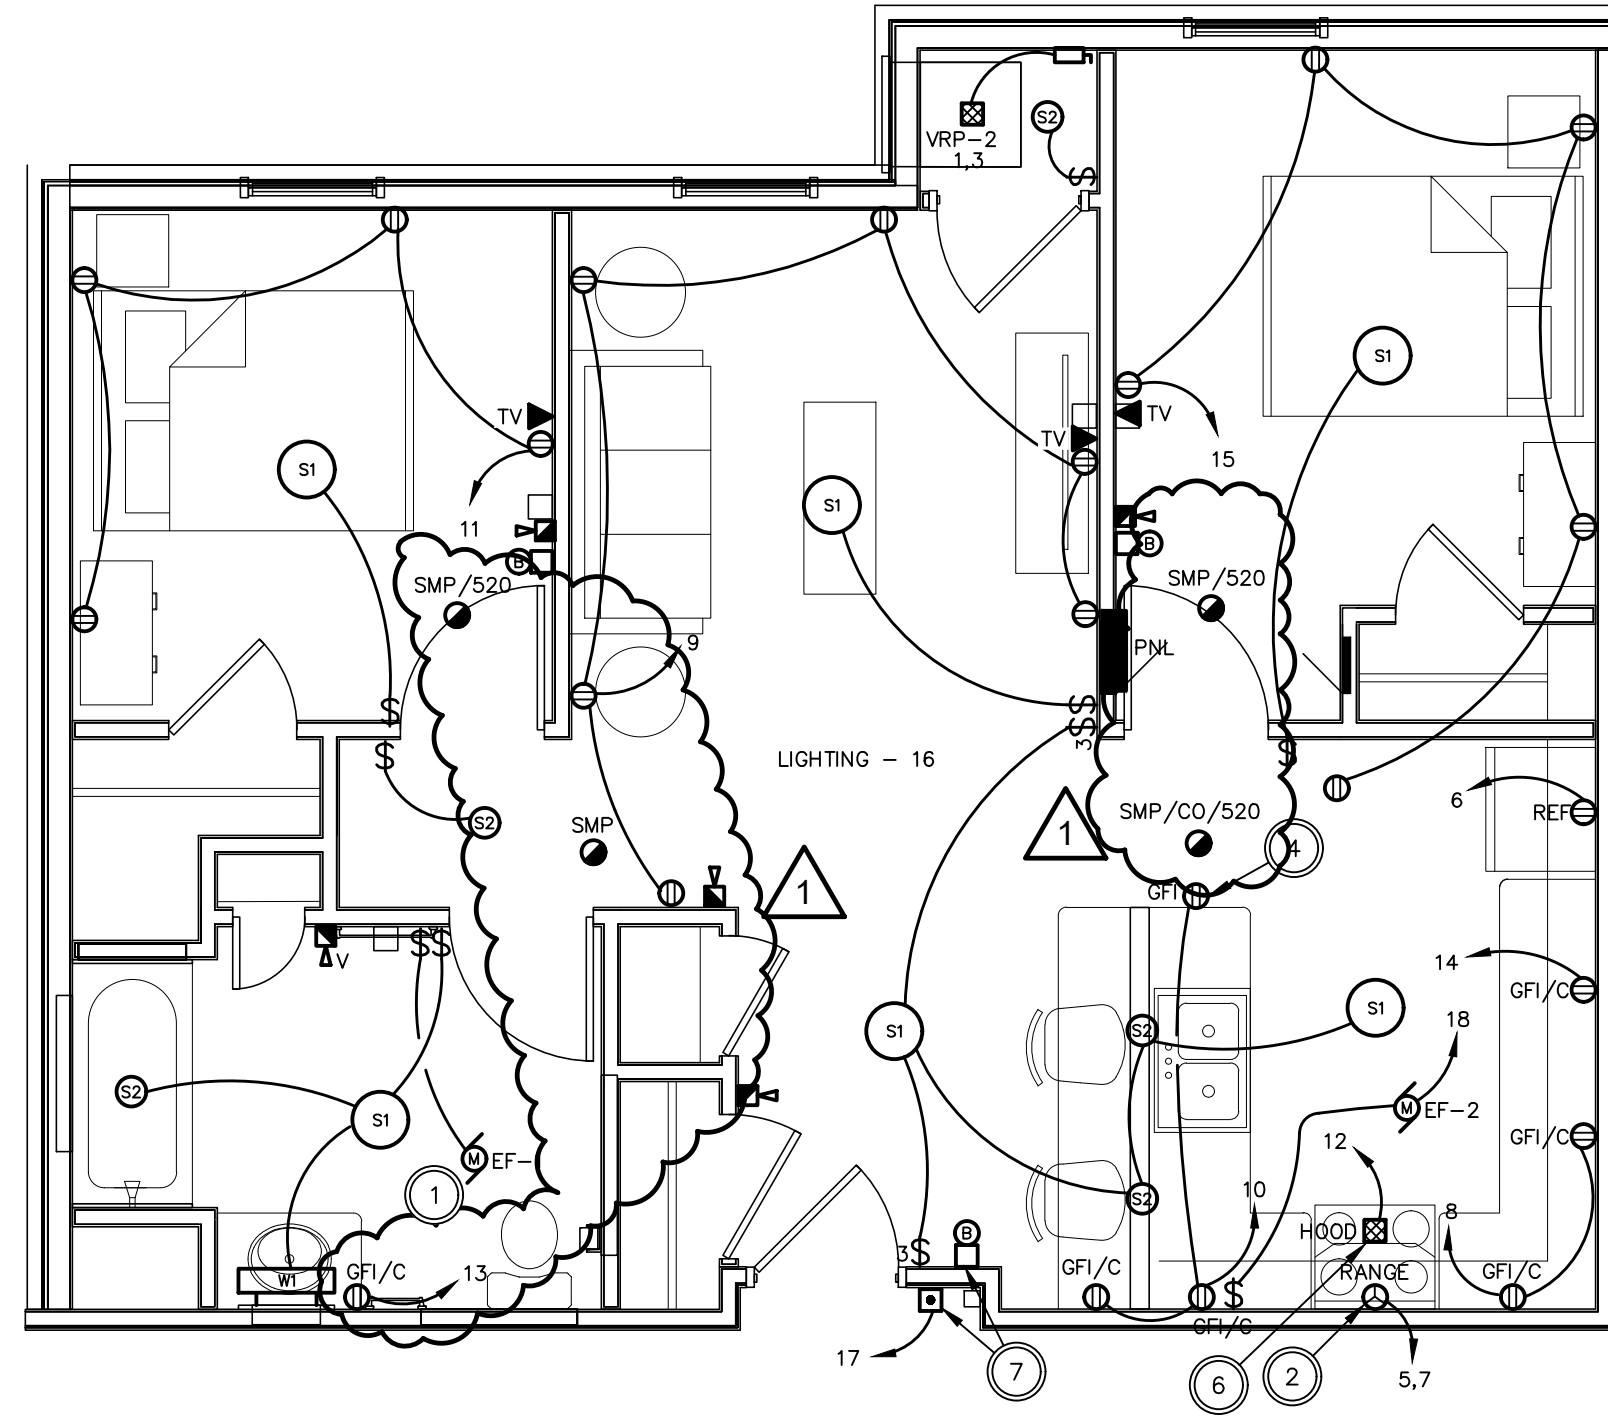 S2
VRP-2
1,3
$
S1
TV
TV
TV
S1
15
S1
11
B
B
SMP/520
SMP/520
9
PNL
$
$
$
3
$
$
LIGHTING - 16
6
REF
SMP/CO/520
S2
SMP
1
4
1
GFI
$$
V
14
GFI/C
S1
18
S1
S2
S2
M
EF-2
S1
GFI/C
12
M
EF-
1
10
S2
8
B
HOOD
3
$
W1
GFI/C
13
GFI/C
$
RANGE
GFI/C
GFI/C
17
7
6
2
5,7